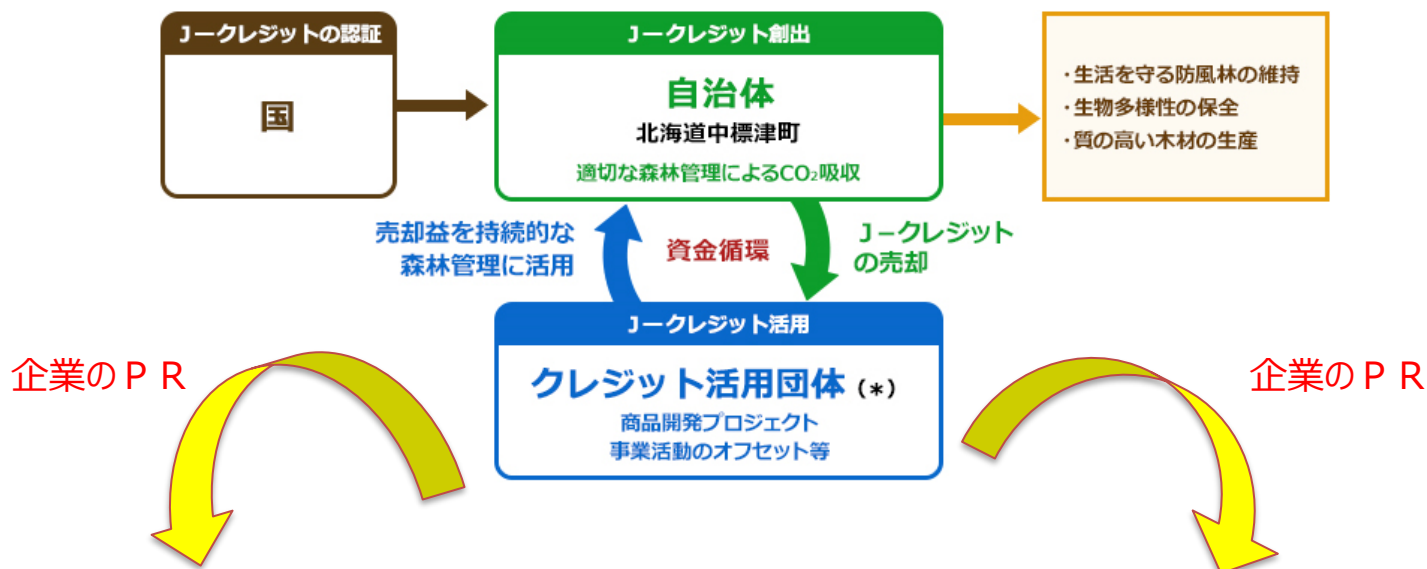 Jークレジットの認証
国
Jークレジット創出
自治体
北海道中標津町
適切な森林管理によるCO₂吸収
・生活を守る防風林の維持
・生物多様性の保全
・質の高い木材の生産
売却益を持続的な
森林管理に活用
資金循環
Jークレジット
の売却
Jークレジット活用
クレジット活用団体（*）
商品開発プロジェクト
事業活動のオフセット等
企業のＰＲ
企業のＰＲ